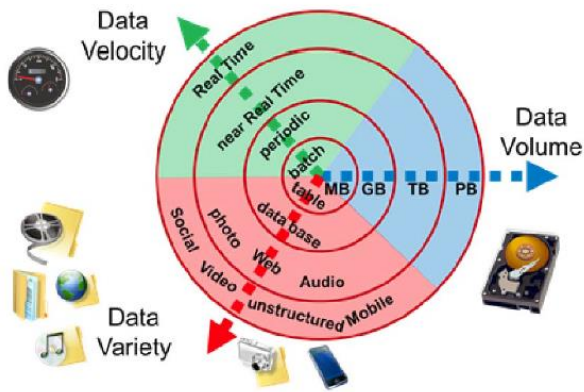 Data
Velocity
Real Time
near Real Time
periodic
batch
Data
Volume
MB GB TB PB
table
data base
photo Web Audio
Social Video unstructured/Mobile
Data
Variety